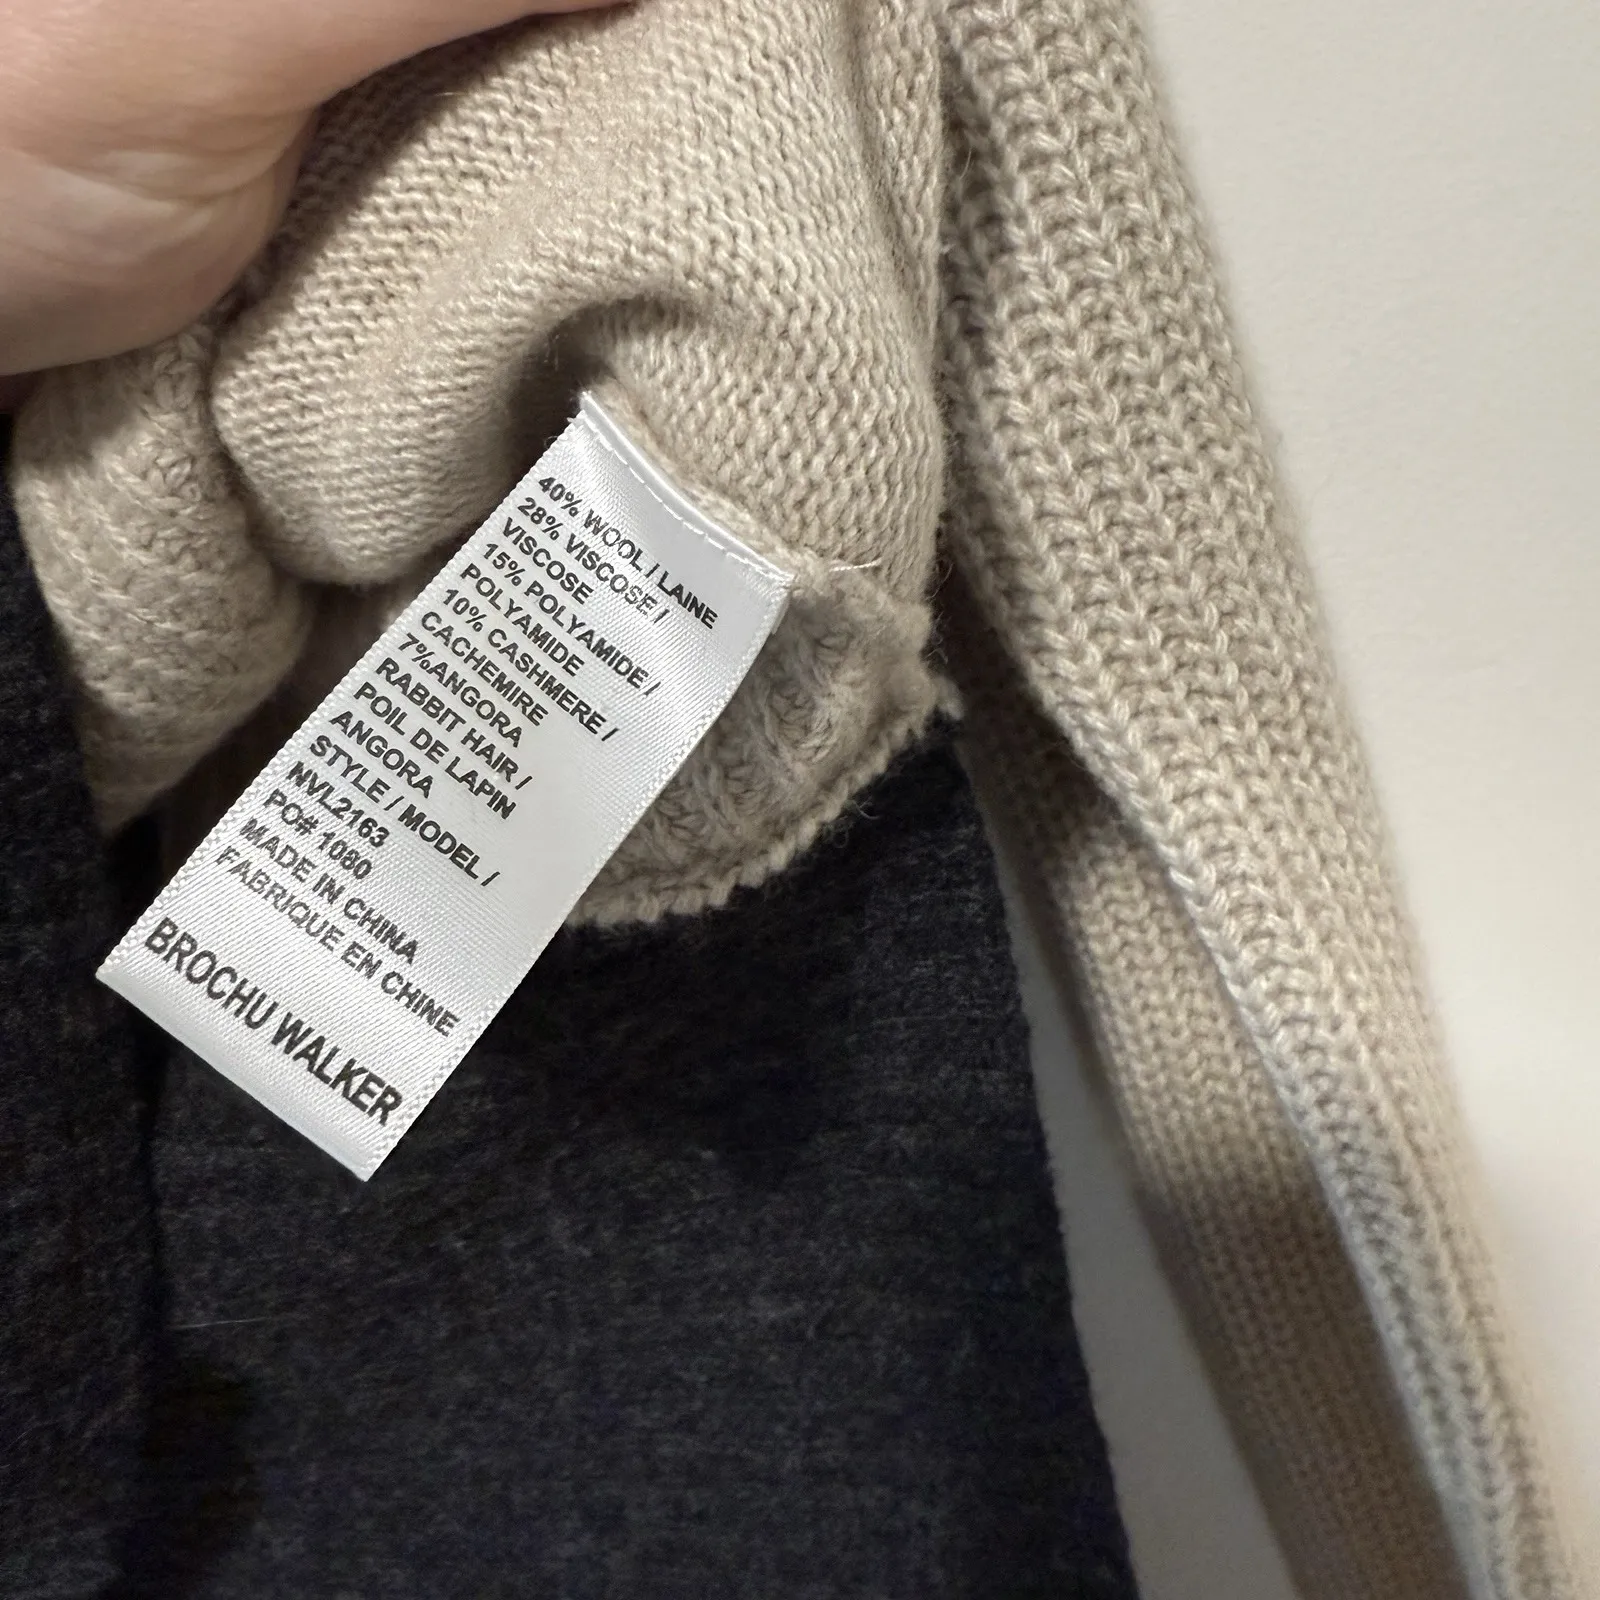 40% WOOL / LAINE
28% VISCOSE /
VISCOSE
15% POLYAMIDE /
POLYAMIDE
10% CASHMERE /
CACHEMIRE
7%ANGORA
RABBIT HAIR /
POIL DE LAPIN
ANGORA
STYLE / MODEL /
NVL2163
PO# 1080
MADE IN CHINA
FABRIQUE EN CHINE
BROCHU WALKER